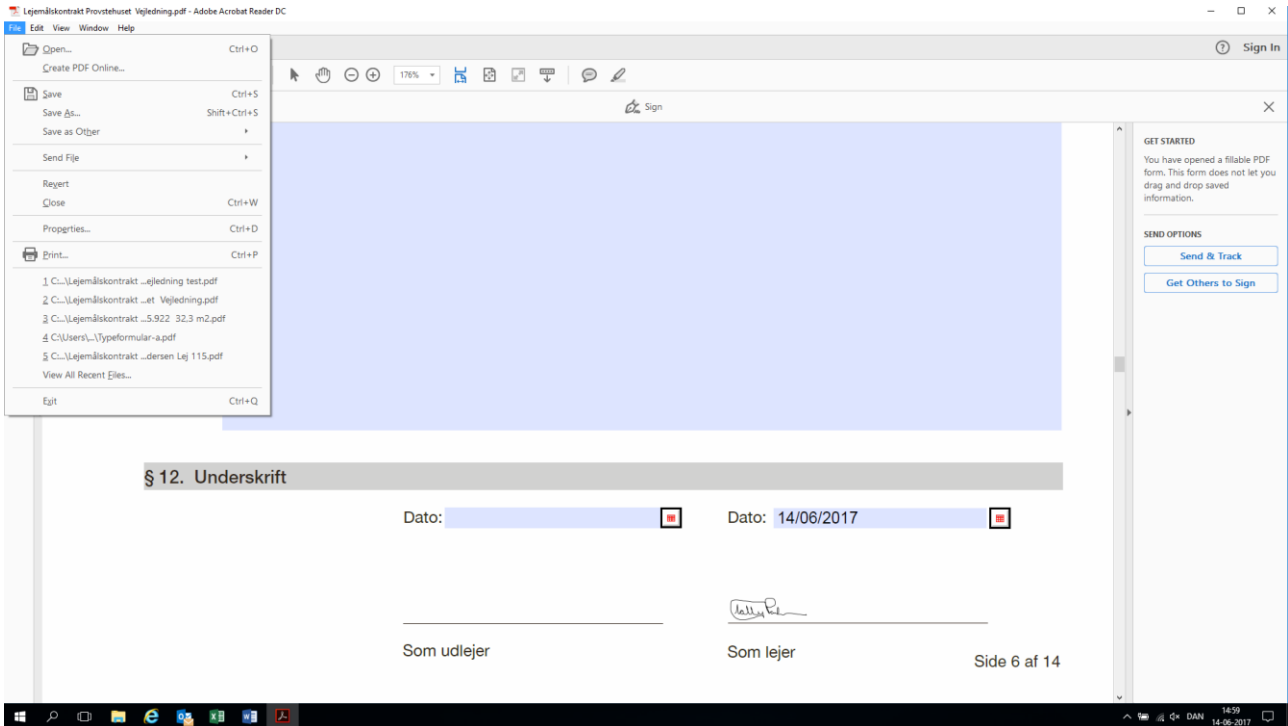 Lejemålskontrakt Provstehuset Vejledning.pdf - Adobe Acrobat Reader DC
File Edit View Window Help
Open... Ctrl+O
Create PDF Online...
Save Ctrl+S
Save As... Shift+Ctrl+S
Save as Other
Send File
Revert
Close Ctrl+W
Properties... Ctrl+D
Print... Ctrl+P
1 C:...\Lejemålskontrakt ...ejledning test.pdf
2 C:...\Lejemålskontrakt ...et Vejledning.pdf
3 C:...\Lejemålskontrakt ...5.922 32,3 m2.pdf
4 C:\Users\...\Typeformular-a.pdf
5 C:...\Lejemålskontrakt ...dersen Lej 115.pdf
View All Recent Files...
Exit Ctrl+Q
Sign In
176%
Sign
GET STARTED
You have opened a fillable PDF
form. This form does not let you
drag and drop saved
information.
SEND OPTIONS
Send & Track
Get Others to Sign
§ 12. Underskrift
Dato: Dato: 14/06/2017
Som udlejer Som lejer
Side 6 af 14
DAN 14:59
14-06-2017